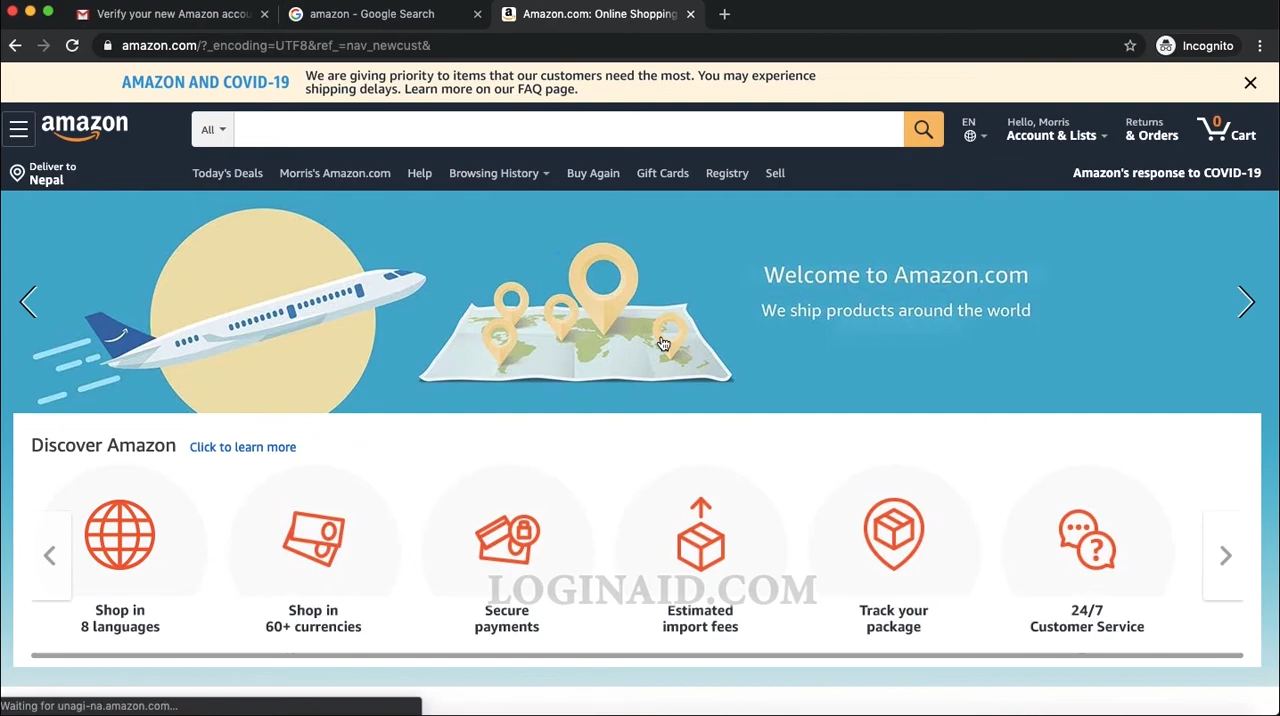 Verify your new Amazon accou
amazon - Google Search
Amazon.com: Online Shopping
amazon.com/?_encoding=UTF8&ref_=nav_newcust&
Incognito
AMAZON AND COVID-19
We are giving priority to items that our customers need the most. You may experience
shipping delays. Learn more on our FAQ page.
amazon
All
EN
Hello, Morris
Account & Lists
Returns
& Orders
0
Cart
Deliver to
Nepal
Today's Deals
Morris's Amazon.com
Help
Browsing History
Buy Again
Gift Cards
Registry
Sell
Amazon's response to COVID-19
Welcome to Amazon.com
We ship products around the world
Discover Amazon
Click to learn more
Shop in
8 languages
Shop in
60+ currencies
Secure
payments
Estimated
import fees
Track your
package
24/7
Customer Service
LOGINAID.COM
Waiting for unagi-na.amazon.com...